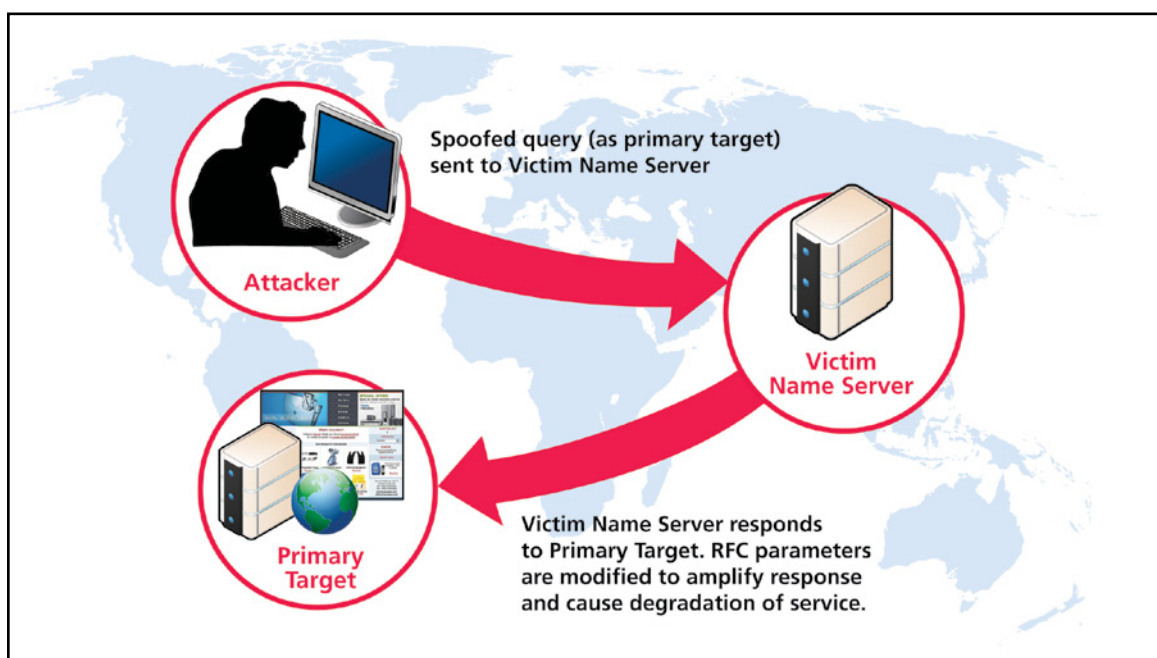 Spoofed query (as primary target)
sent to Victim Name Server
Attacker
Victim
Name Server
Primary
Target
Victim Name Server responds
to Primary Target. RFC parameters
are modified to amplify response
and cause degradation of service.